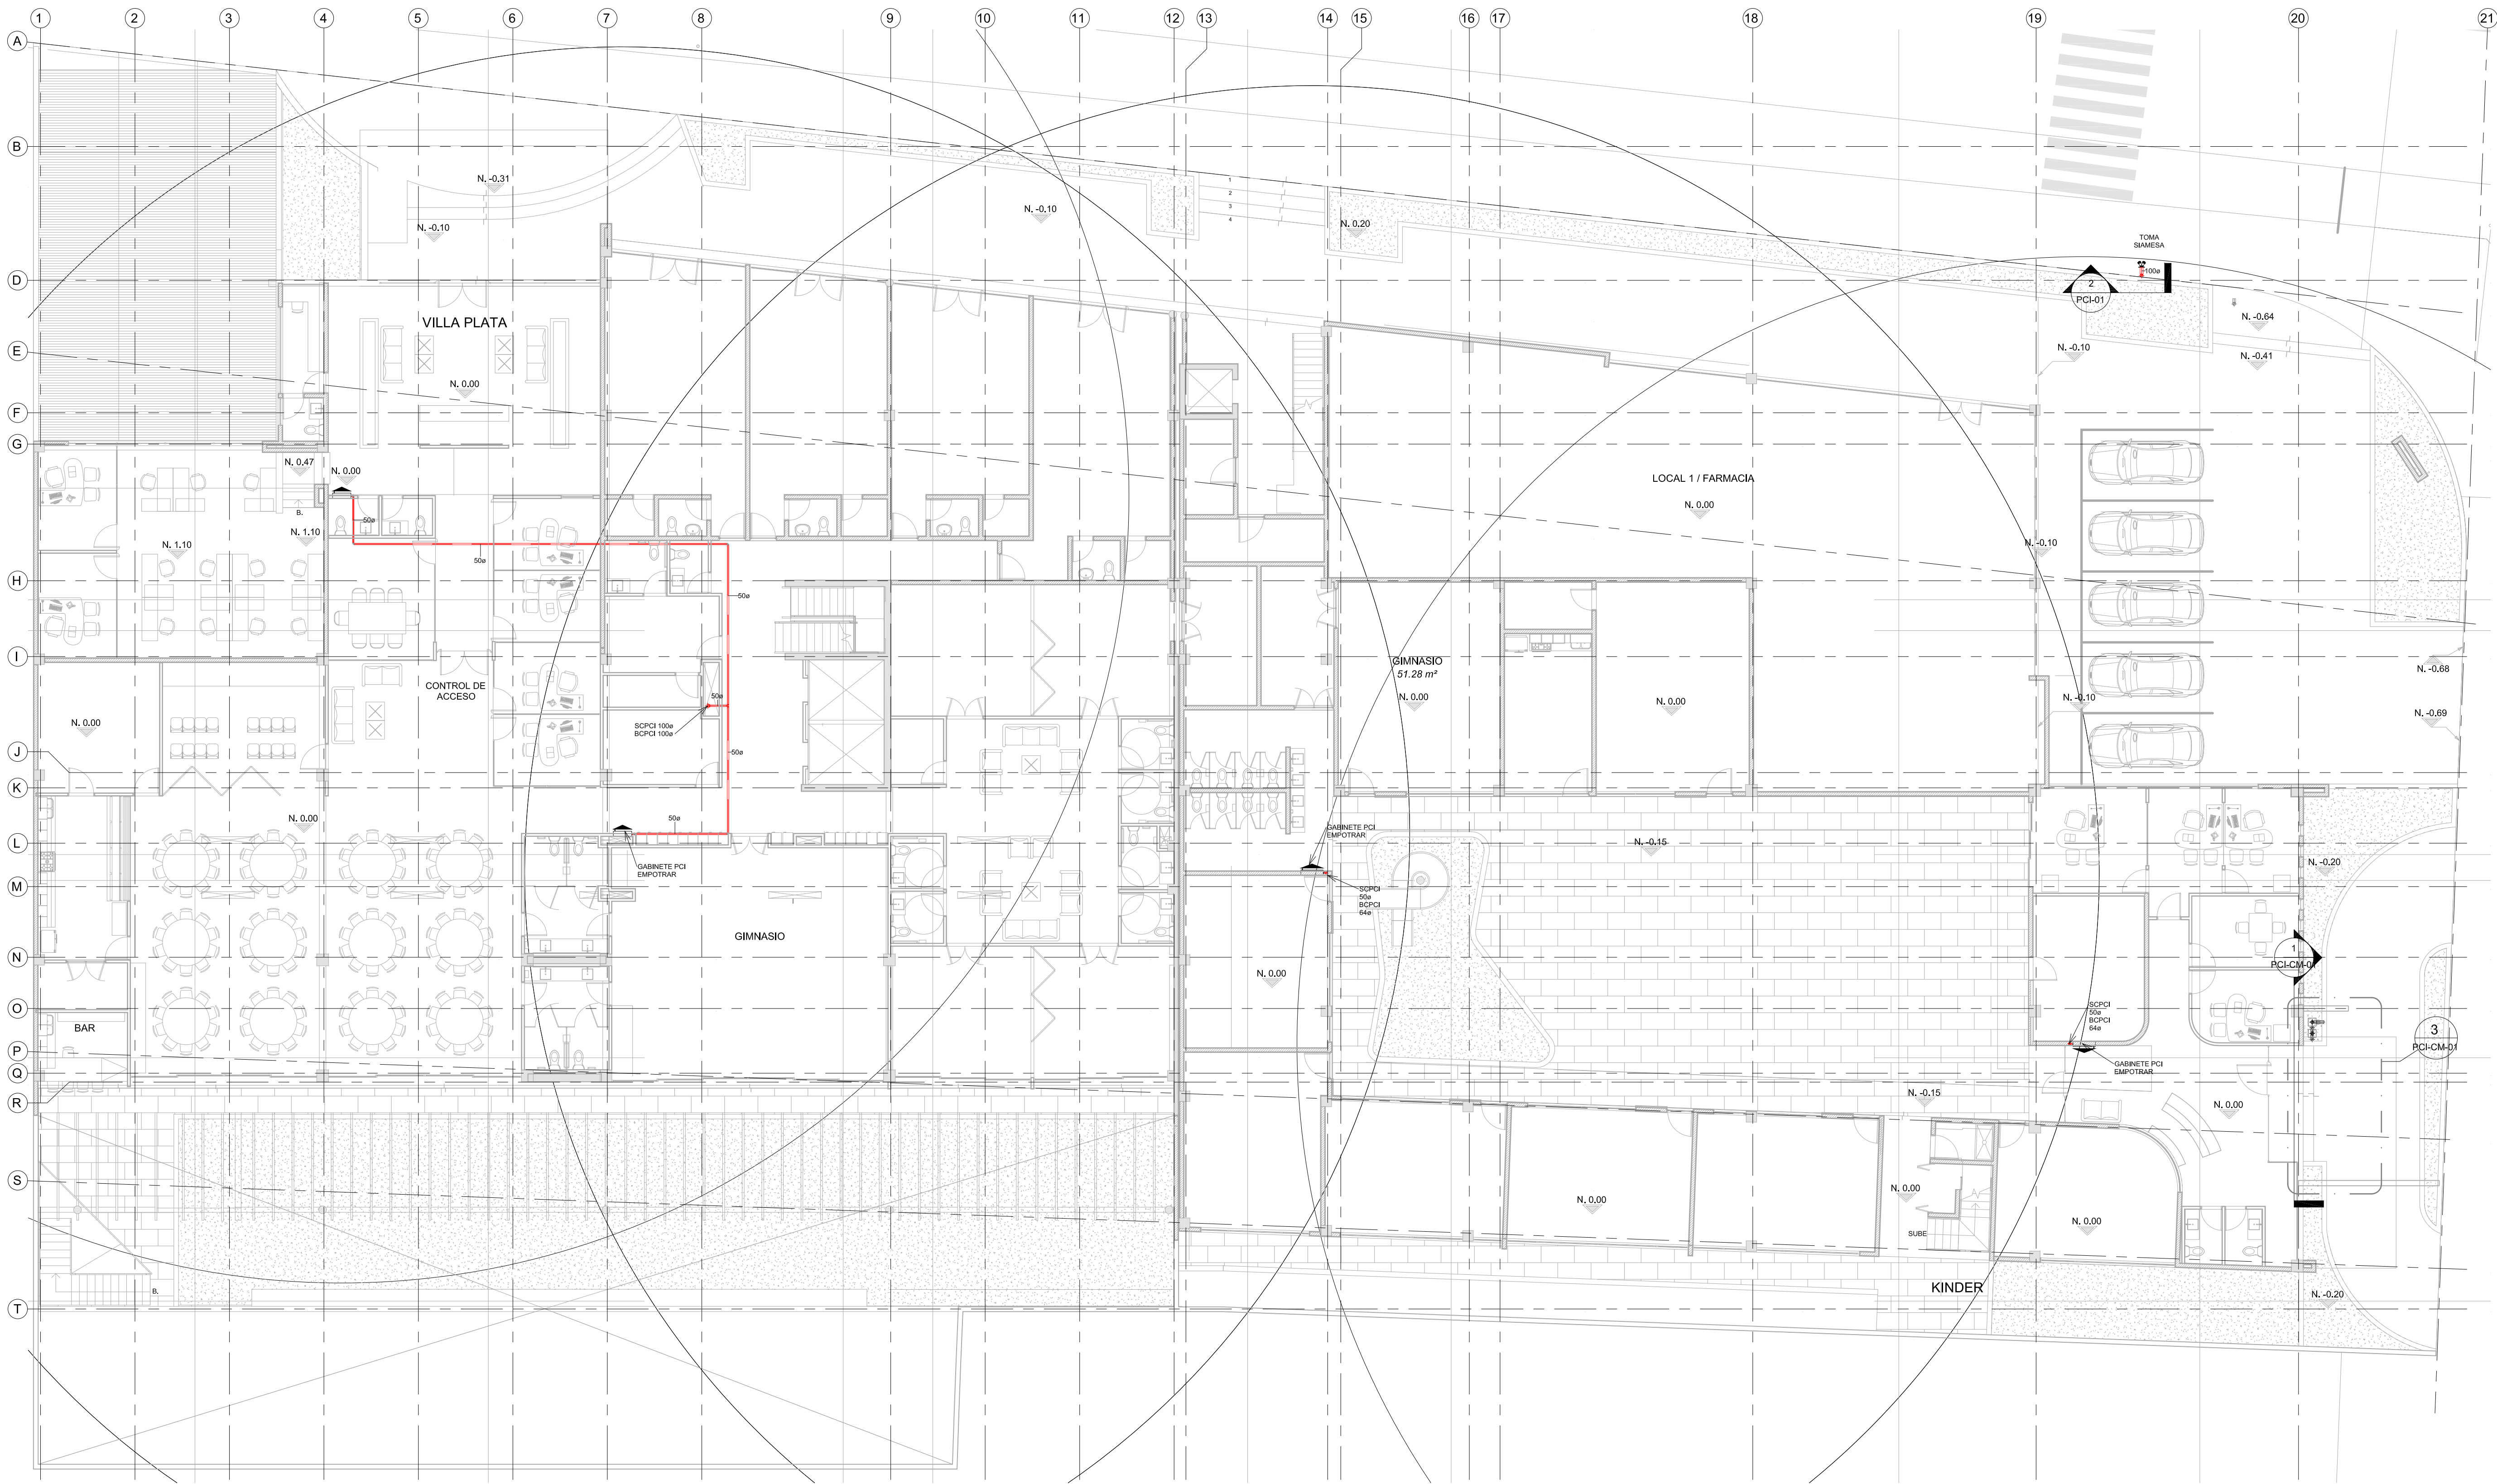 1
2
3
4
5
6
7
8
9
10
11
12
13
14
15
16
17
18
19
20
21
A
B
D
E
F
G
H
I
J
K
L
M
N
O
P
Q
R
S
T
N. -0.31
N. -0.10
N. -0.10
1
2
3
4
N. 0.20
TOMA
SIAMESA
100ø
2
PCI-01
N. -0.64
N. -0.41
N. -0.10
VILLA PLATA
N. 0.00
N. 0.47
N. 0.00
B.
N. 1.10
N. 1.10
50ø
50ø
50ø
LOCAL 1 / FARMACIA
N. 0.00
N. -0.10
CONTROL DE
ACCESO
50ø
SCPCI 100ø
BCPCI 100ø
50ø
GIMNASIO
51.28 m²
N. 0.00
N. 0.00
N. -0.10
N. -0.68
N. -0.69
N. 0.00
N. 0.00
50ø
GABINETE PCI
EMPOTRAR
GABINETE PCI
EMPOTRAR
N. -0.15
N. -0.20
SCPCI
50ø
BCPCI
64ø
GIMNASIO
N. 0.00
1
PCI-CM-01
BAR
SCPCI
50ø
BCPCI
64ø
3
PCI-CM-01
GABINETE PCI
EMPOTRAR
N. -0.15
N. 0.00
N. 0.00
N. 0.00
N. 0.00
SUBE
B.
KINDER
N. -0.20